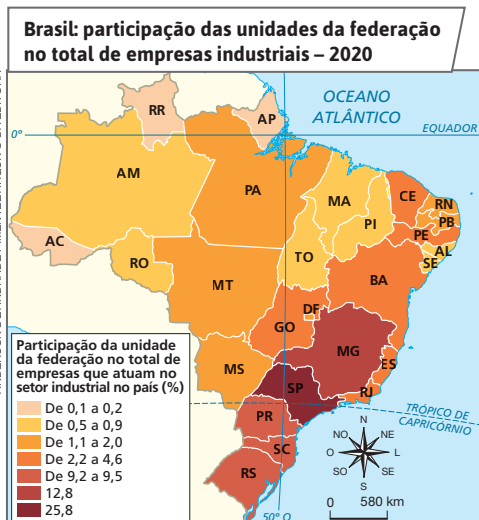 Brasil: participação das unidades da federação
no total de empresas industriais – 2020
OCEANO
ATLÂNTICO
EQUADOR
0°
RR
AP
AM
PA
MA
CE
RN
PB
PI
PE
AL
SE
AC
RO
TO
BA
MT
DF
GO
MG
ES
MS
SP
RJ
PR
SC
RS
TRÓPICO DE
CAPRICÓRNIO
Participação da unidade
da federação no total de
empresas que atuam no
setor industrial no país (%)
De 0,1 a 0,2
De 0,5 a 0,9
De 1,1 a 2,0
De 2,2 a 4,6
De 9,2 a 9,5
12,8
25,8
N
NO NE
O L
SO SE
S
0 580 km
50° O